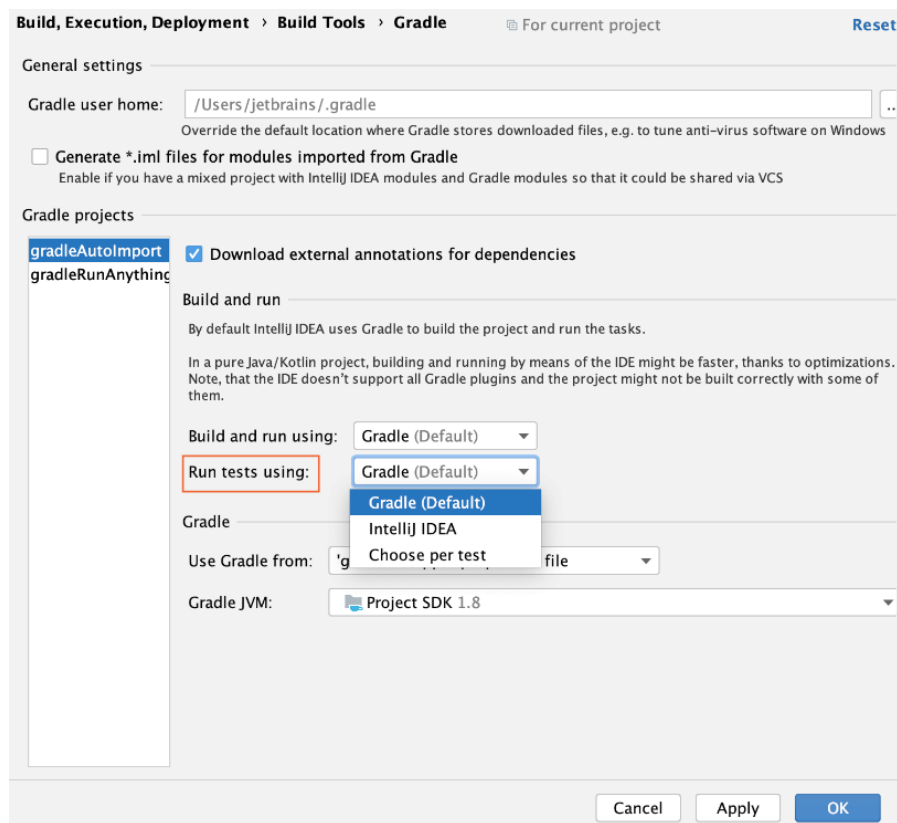 Build, Execution, Deployment › Build Tools › Gradle For current project Reset
General settings
Gradle user home: /Users/jetbrains/.gradle ..
Override the default location where Gradle stores downloaded files, e.g. to tune anti-virus software on Windows
Generate *.iml files for modules imported from Gradle
Enable if you have a mixed project with IntelliJ IDEA modules and Gradle modules so that it could be shared via VCS
Gradle projects
gradleAutoImport
gradleRunAnything
Download external annotations for dependencies
Build and run
By default IntelliJ IDEA uses Gradle to build the project and run the tasks.
In a pure Java/Kotlin project, building and running by means of the IDE might be faster, thanks to optimizations.
Note, that the IDE doesn't support all Gradle plugins and the project might not be built correctly with some of
them.
Build and run using: Gradle (Default)
Run tests using: Gradle (Default)
Gradle (Default)
IntelliJ IDEA
Choose per test
Gradle
Use Gradle from: 'g file
Gradle JVM: Project SDK 1.8
Cancel Apply OK